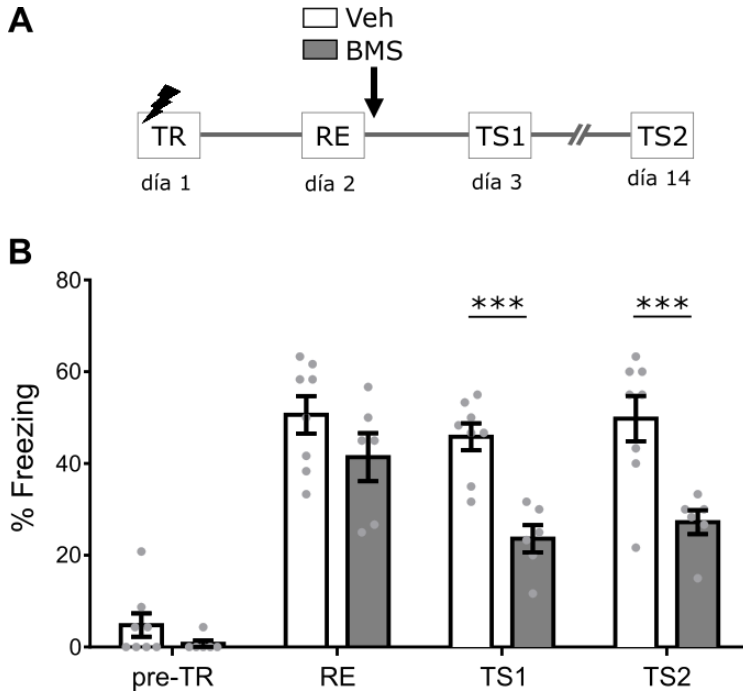 A
Veh
BMS
TR
RE
TS1
TS2
día 1
día 2
día 3
día 14
B
% Freezing
80
60
40
20
0
***
***
pre-TR
RE
TS1
TS2